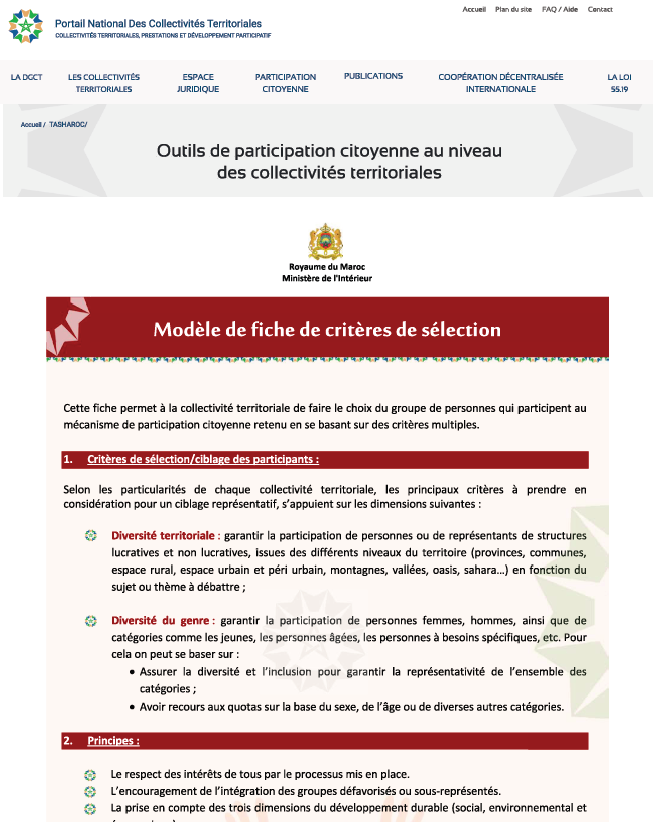 Accueil Plan du site FAQ / Aide Contact
Portail National Des Collectivités Territoriales
COLLECTIVITÉS TERRITORIALES, PRESTATIONS ET DÉVELOPPEMENT PARTICIPATIF
LA DGCT
LES COLLECTIVITÉS
TERRITORIALES
ESPACE
JURIDIQUE
PARTICIPATION
CITOYENNE
PUBLICATIONS
COOPÉRATION DÉCENTRALISÉE
INTERNATIONALE
LA LOI
55.19
Accueil / TASHAROC/
Outils de participation citoyenne au niveau
des collectivités territoriales
Royaume du Maroc
Ministère de l'Intérieur
Modèle de fiche de critères de sélection
Cette fiche permet à la collectivité territoriale de faire le choix du groupe de personnes qui participent au
mécanisme de participation citoyenne retenu en se basant sur des critères multiples.
1. Critères de sélection/ciblage des participants :
Selon les particularités de chaque collectivité territoriale, les principaux critères à prendre en
considération pour un ciblage représentatif, s'appuient sur les dimensions suivantes :
Diversité territoriale : garantir la participation de personnes ou de représentants de structures
lucratives et non lucratives, issues des différents niveaux du territoire (provinces, communes,
espace rural, espace urbain et péri urbain, montagnes, vallées, oasis, sahara...) en fonction du
sujet ou thème à débattre ;
Diversité du genre : garantir la participation de personnes femmes, hommes, ainsi que de
catégories comme les jeunes, les personnes âgées, les personnes à besoins spécifiques, etc. Pour
cela on peut se baser sur :
• Assurer la diversité et l'inclusion pour garantir la représentativité de l'ensemble des
catégories ;
• Avoir recours aux quotas sur la base du sexe, de l'âge ou de diverses autres catégories.
2. Principes :
Le respect des intérêts de tous par le processus mis en place.
L'encouragement de l'intégration des groupes défavorisés ou sous-représentés.
La prise en compte des trois dimensions du développement durable (social, environnemental et